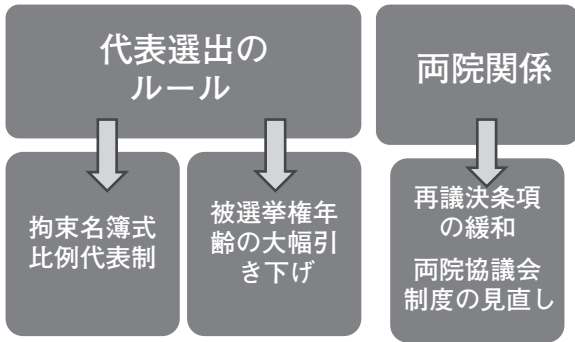 代表選出の
ルール
両院関係
拘束名簿式
比例代表制
被選挙権年
齢の大幅引
き下げ
再議決条項
の緩和
両院協議会
制度の見直し